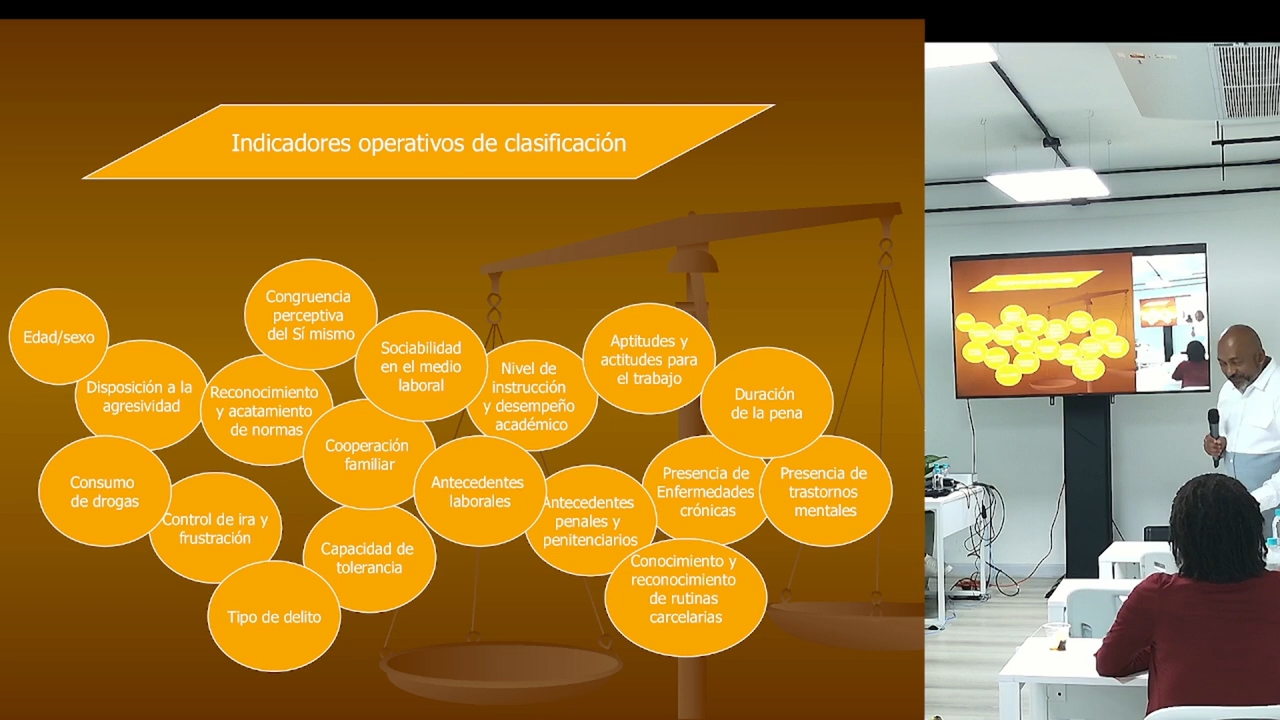 Indicadores operativos de clasificación
Edad/sexo
Congruencia
perceptiva
del Sí mismo
Disposición a la
agresividad
Reconocimiento
y acatamiento
de normas
Sociabilidad
en el medio
laboral
Nivel de
instrucción
y desempeño
académico
Aptitudes y
actitudes para
el trabajo
Duración
de la pena
Consumo
de drogas
Control de ira y
frustración
Cooperación
familiar
Antecedentes
laborales
Antecedentes
penales y
penitenciarios
Presencia de
Enfermedades
crónicas
Presencia de
trastornos
mentales
Capacidad de
tolerancia
Tipo de delito
Conocimiento y
reconocimiento
de rutinas
carcelarias